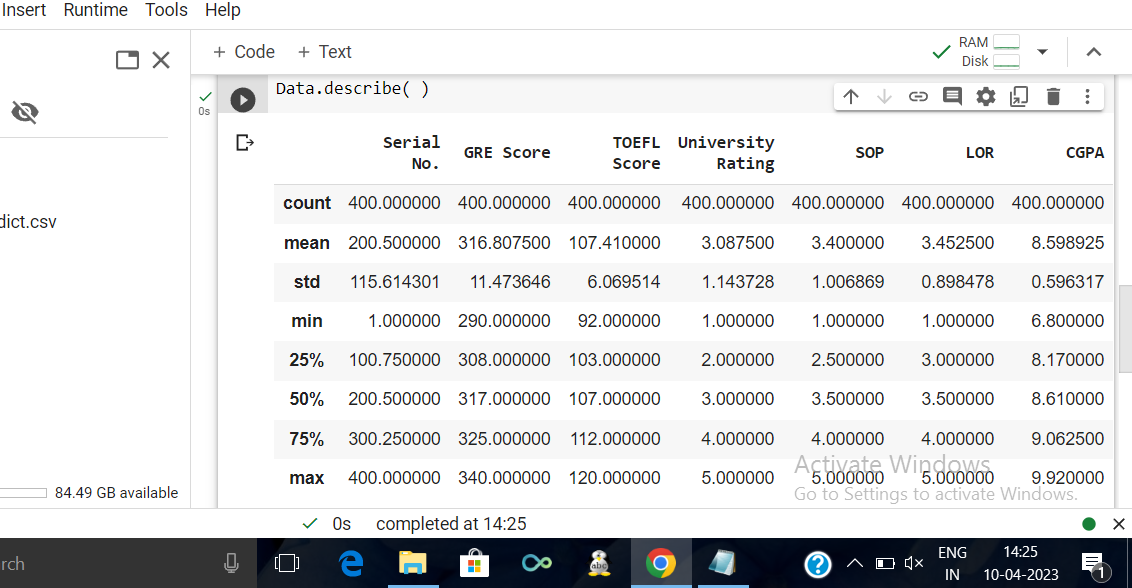 Insert Runtime Tools Help
+ Code + Text
RAM
Disk
0s
Data.describe( )
Serial No. GRE Score TOEFL Score University Rating SOP LOR CGPA
count 400.000000 400.000000 400.000000 400.000000 400.000000 400.000000 400.000000
mean 200.500000 316.807500 107.410000 3.087500 3.400000 3.452500 8.598925
std 115.614301 11.473646 6.069514 1.143728 1.006869 0.898478 0.596317
min 1.000000 290.000000 92.000000 1.000000 1.000000 1.000000 6.800000
25% 100.750000 308.000000 103.000000 2.000000 2.500000 3.000000 8.170000
50% 200.500000 317.000000 107.000000 3.000000 3.500000 3.500000 8.610000
75% 300.250000 325.000000 112.000000 4.000000 4.000000 4.000000 9.062500
max 400.000000 340.000000 120.000000 5.000000 5.000000 5.000000 9.920000
dict.csv
84.49 GB available
Activate Windows
Go to Settings to activate Windows.
0s completed at 14:25
rch
abc
ENG
IN
14:25
10-04-2023
1